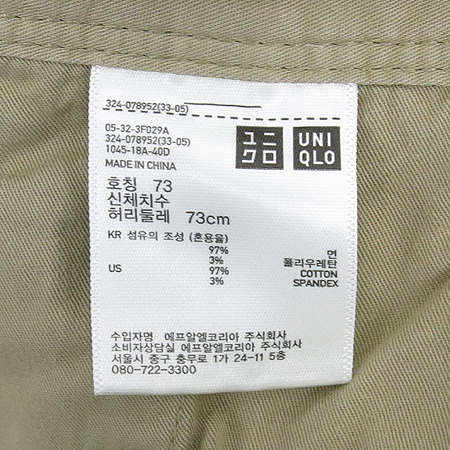 324-078952(33-05)
05-32-3F029A
324-078952(33-05)
1045-18A-40D
MADE IN CHINA
ユニクロ
UNIQLO
호칭 73
신체치수
허리둘레 73cm
KR 섬유의 조성 (혼용율)
97% 면
3% 폴리우레탄
US 97% COTTON
3% SPANDEX
수입자명 에프알엘코리아 주식회사
소비자상담실 에프알엘코리아 주식회사
서울시 중구 충무로 1가 24-11 5층
080-722-3300